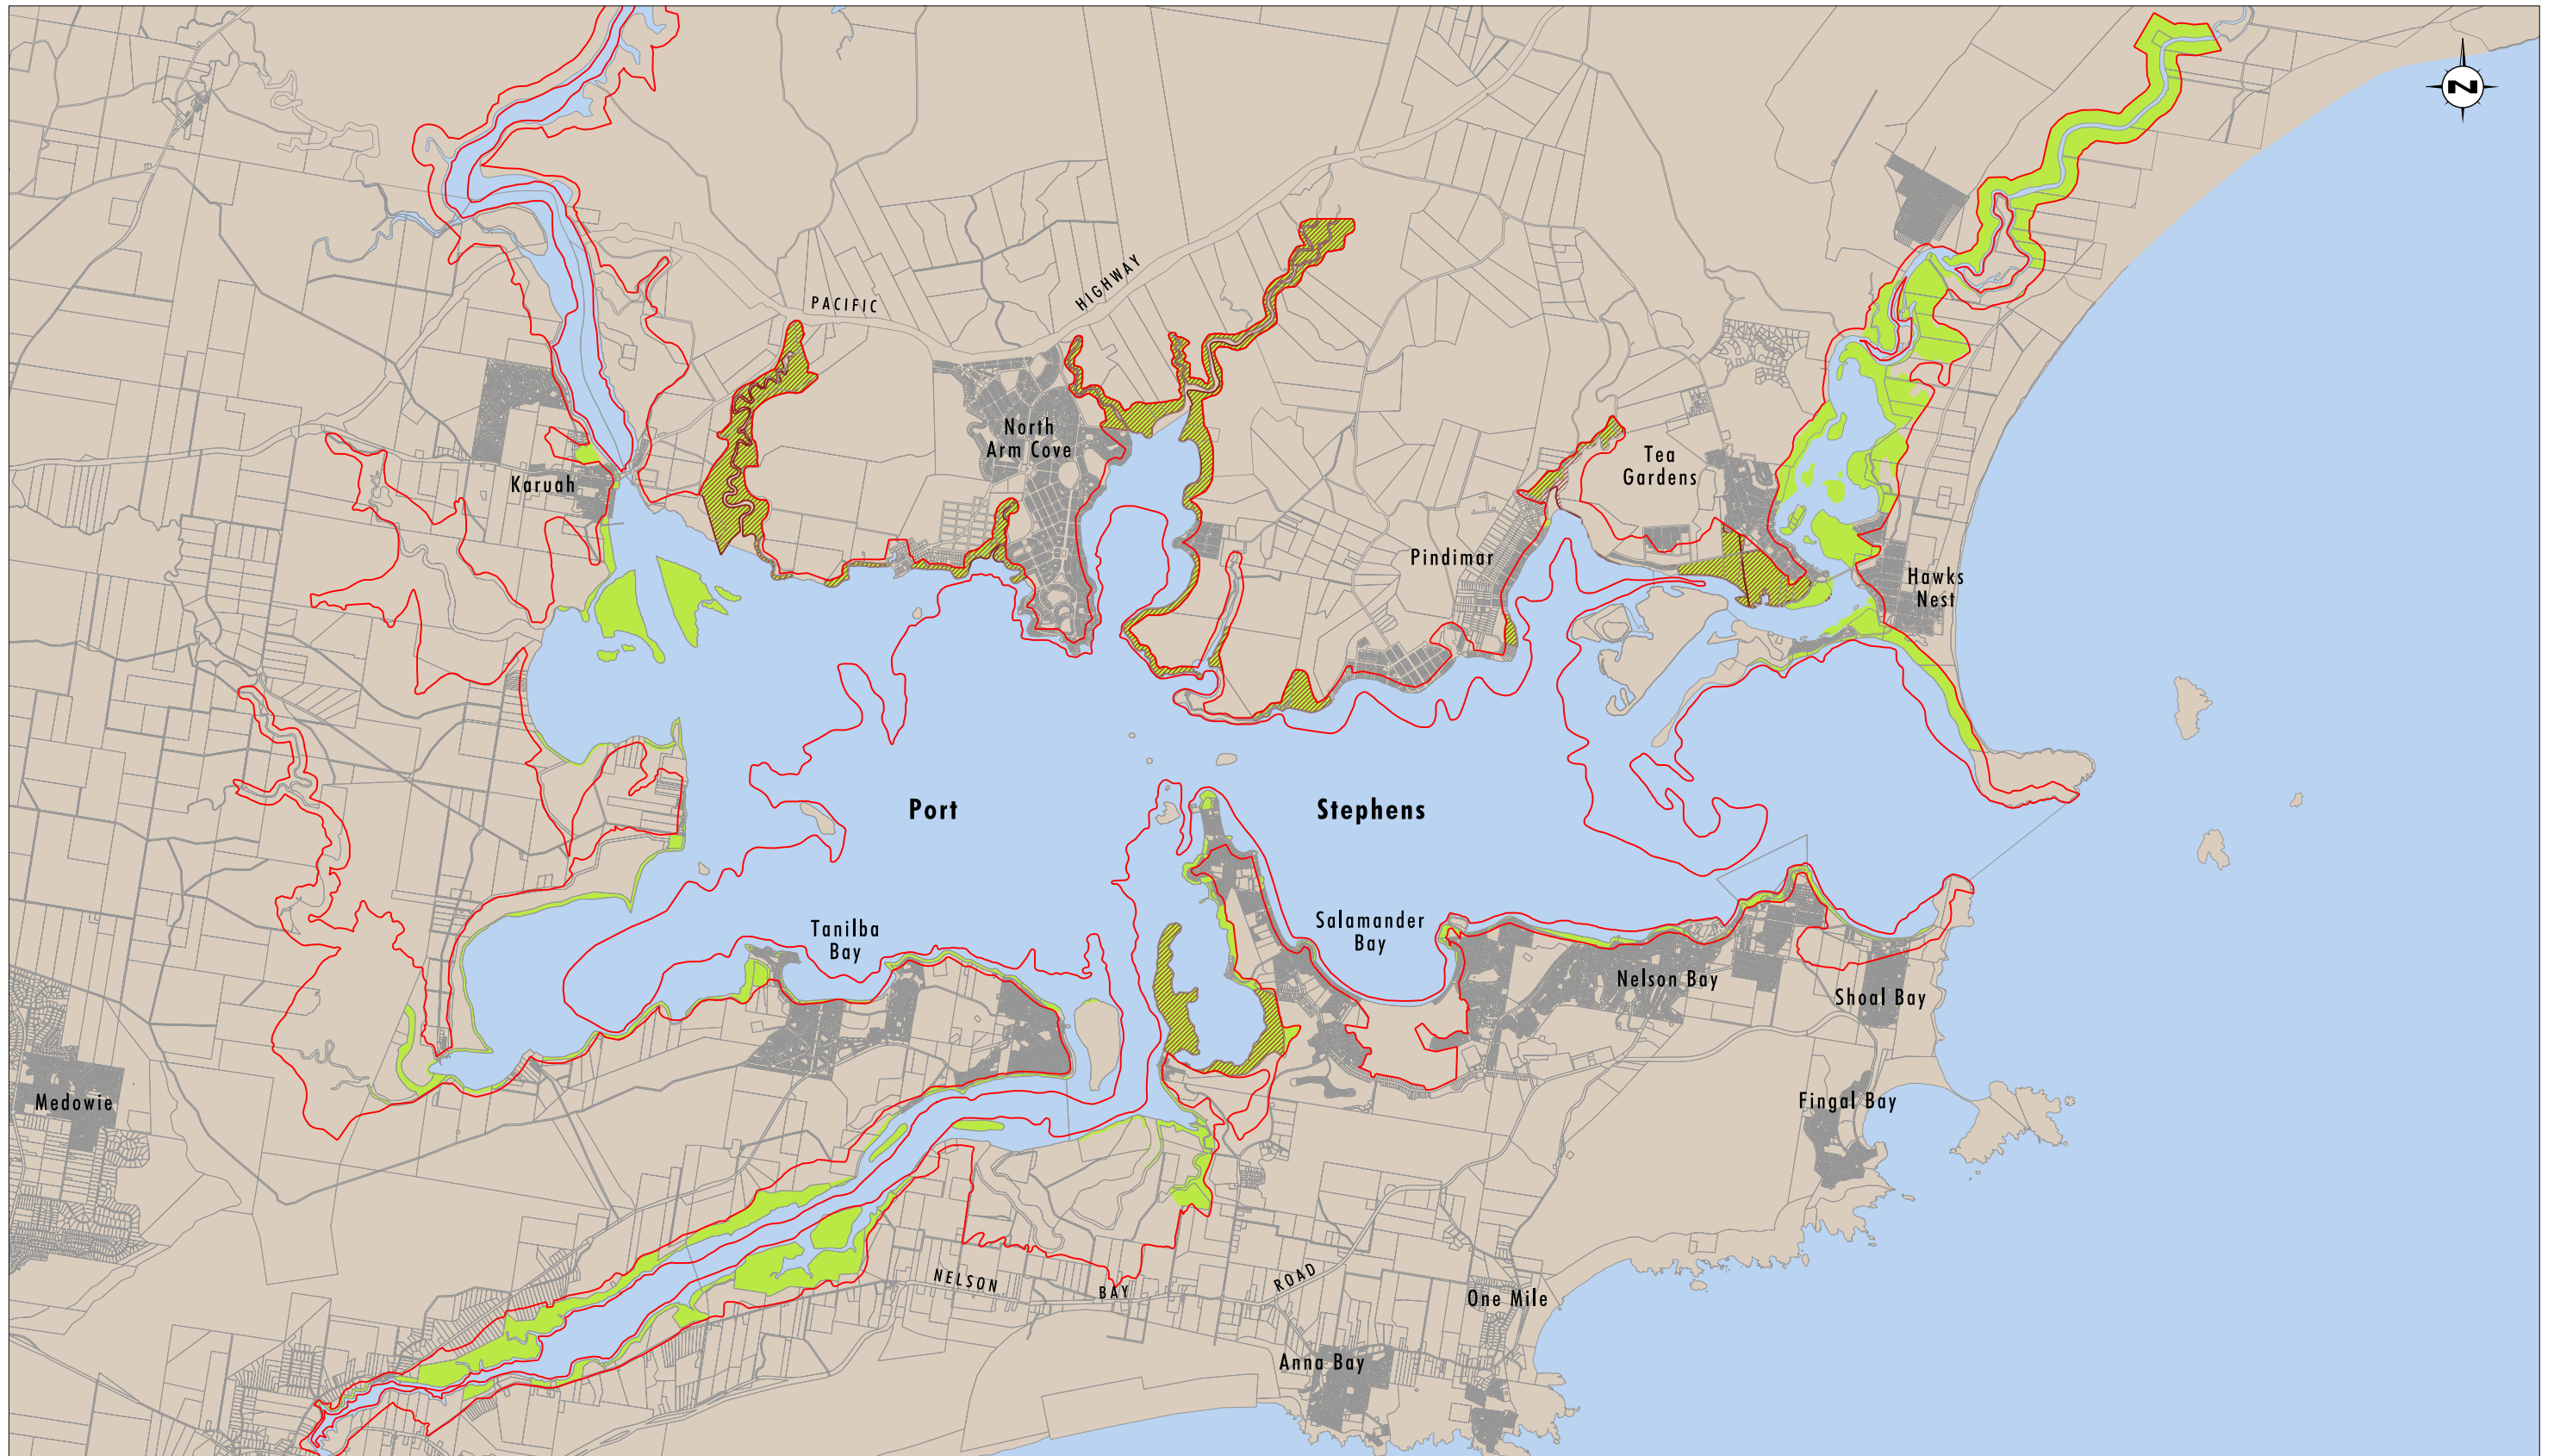 N
PACIFIC
HIGHWAY
North
Arm Cove
Tea
Gardens
Karuah
Pindimar
Hawks
Nest
Port
Stephens
Tanilba
Bay
Salamander
Bay
Nelson Bay
Shoal Bay
Medowie
Fingal Bay
NELSON
BAY
ROAD
One Mile
Anna Bay